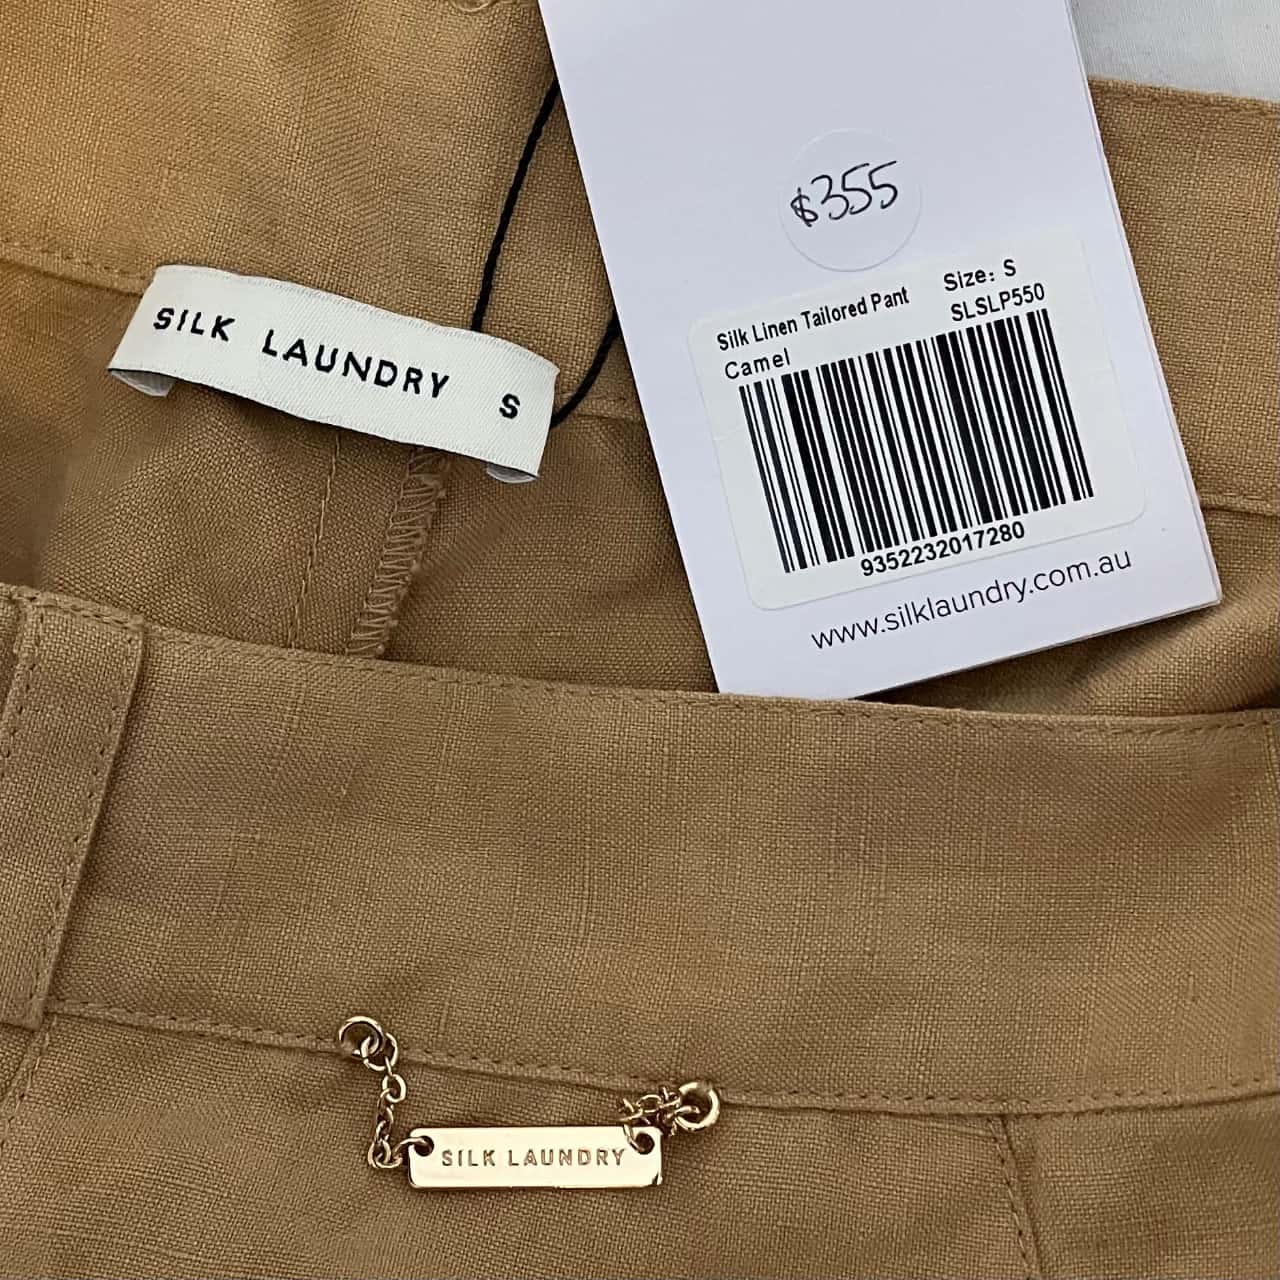 $355
Silk Linen Tailored Pant Size: S
Camel SLSLP550
9352232017280
www.silklaundry.com.au
SILK LAUNDRY S
SILK LAUNDRY